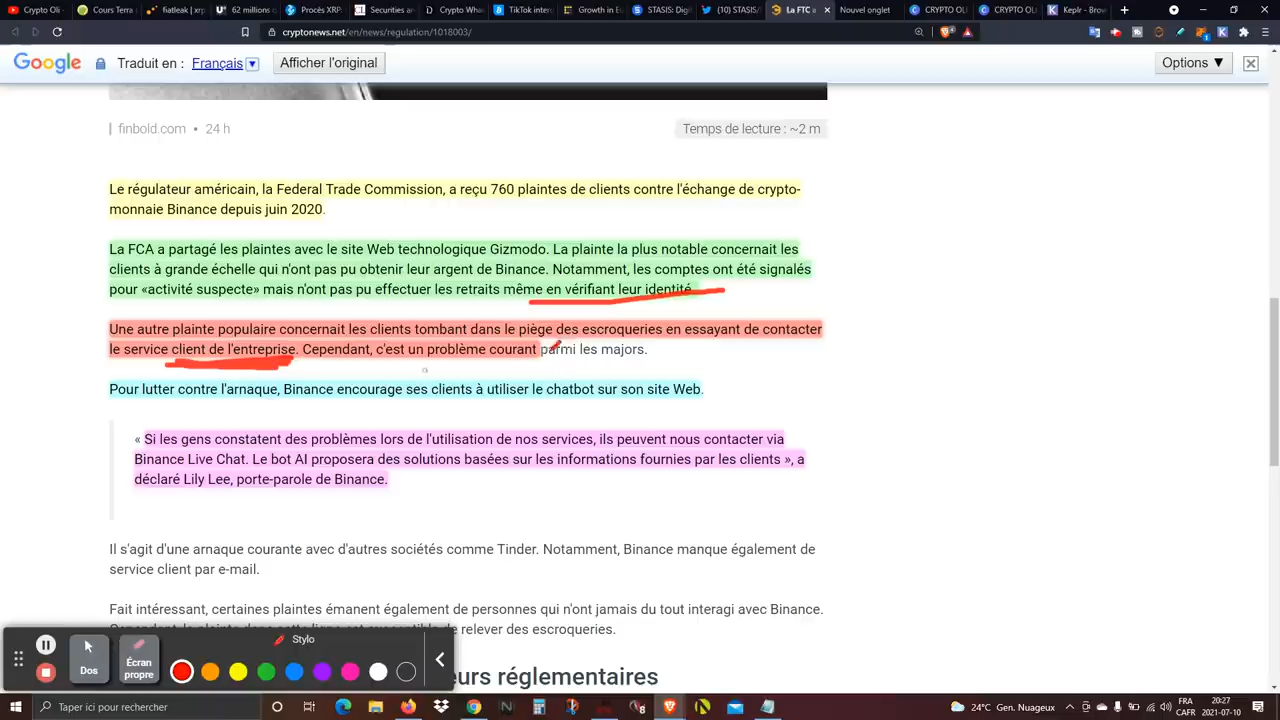 Crypto Oli
Cours Terra
fiatleak | xrp
62 millions c
Procès XRP:
Securities an
Crypto Wha
TikTok interd
Growth in Eu
STASIS: Digi
(1) STASIS/
La FTC a
Nouvel onglet
CRYPTO OLI
CRYPTO OLI
Keplr - Brow
cryptonews.net/en/news/regulation/1018003/
Google Traduit en : Français Afficher l'original Options ▼
finbold.com • 24 h Temps de lecture : ~2 m
Le régulateur américain, la Federal Trade Commission, a reçu 760 plaintes de clients contre l'échange de crypto-
monnaie Binance depuis juin 2020.
La FCA a partagé les plaintes avec le site Web technologique Gizmodo. La plainte la plus notable concernait les
clients à grande échelle qui n'ont pas pu obtenir leur argent de Binance. Notamment, les comptes ont été signalés
pour «activité suspecte» mais n'ont pas pu effectuer les retraits même en vérifiant leur identité.
Une autre plainte populaire concernait les clients tombant dans le piège des escroqueries en essayant de contacter
le service client de l'entreprise. Cependant, c'est un problème courant parmi les majors.
Pour lutter contre l'arnaque, Binance encourage ses clients à utiliser le chatbot sur son site Web.
« Si les gens constatent des problèmes lors de l'utilisation de nos services, ils peuvent nous contacter via
Binance Live Chat. Le bot AI proposera des solutions basées sur les informations fournies par les clients », a
déclaré Lily Lee, porte-parole de Binance.
Il s'agit d'une arnaque courante avec d'autres sociétés comme Tinder. Notamment, Binance manque également de
service client par e-mail.
Fait intéressant, certaines plaintes émanent également de personnes qui n'ont jamais du tout interagi avec Binance.
de relever des escroqueries.
eurs réglementaires
Stylo
Dos
Écran
propre
Taper ici pour rechercher
24°C Gen. Nuageux
FRA
CAFR
20:27
2021-07-10